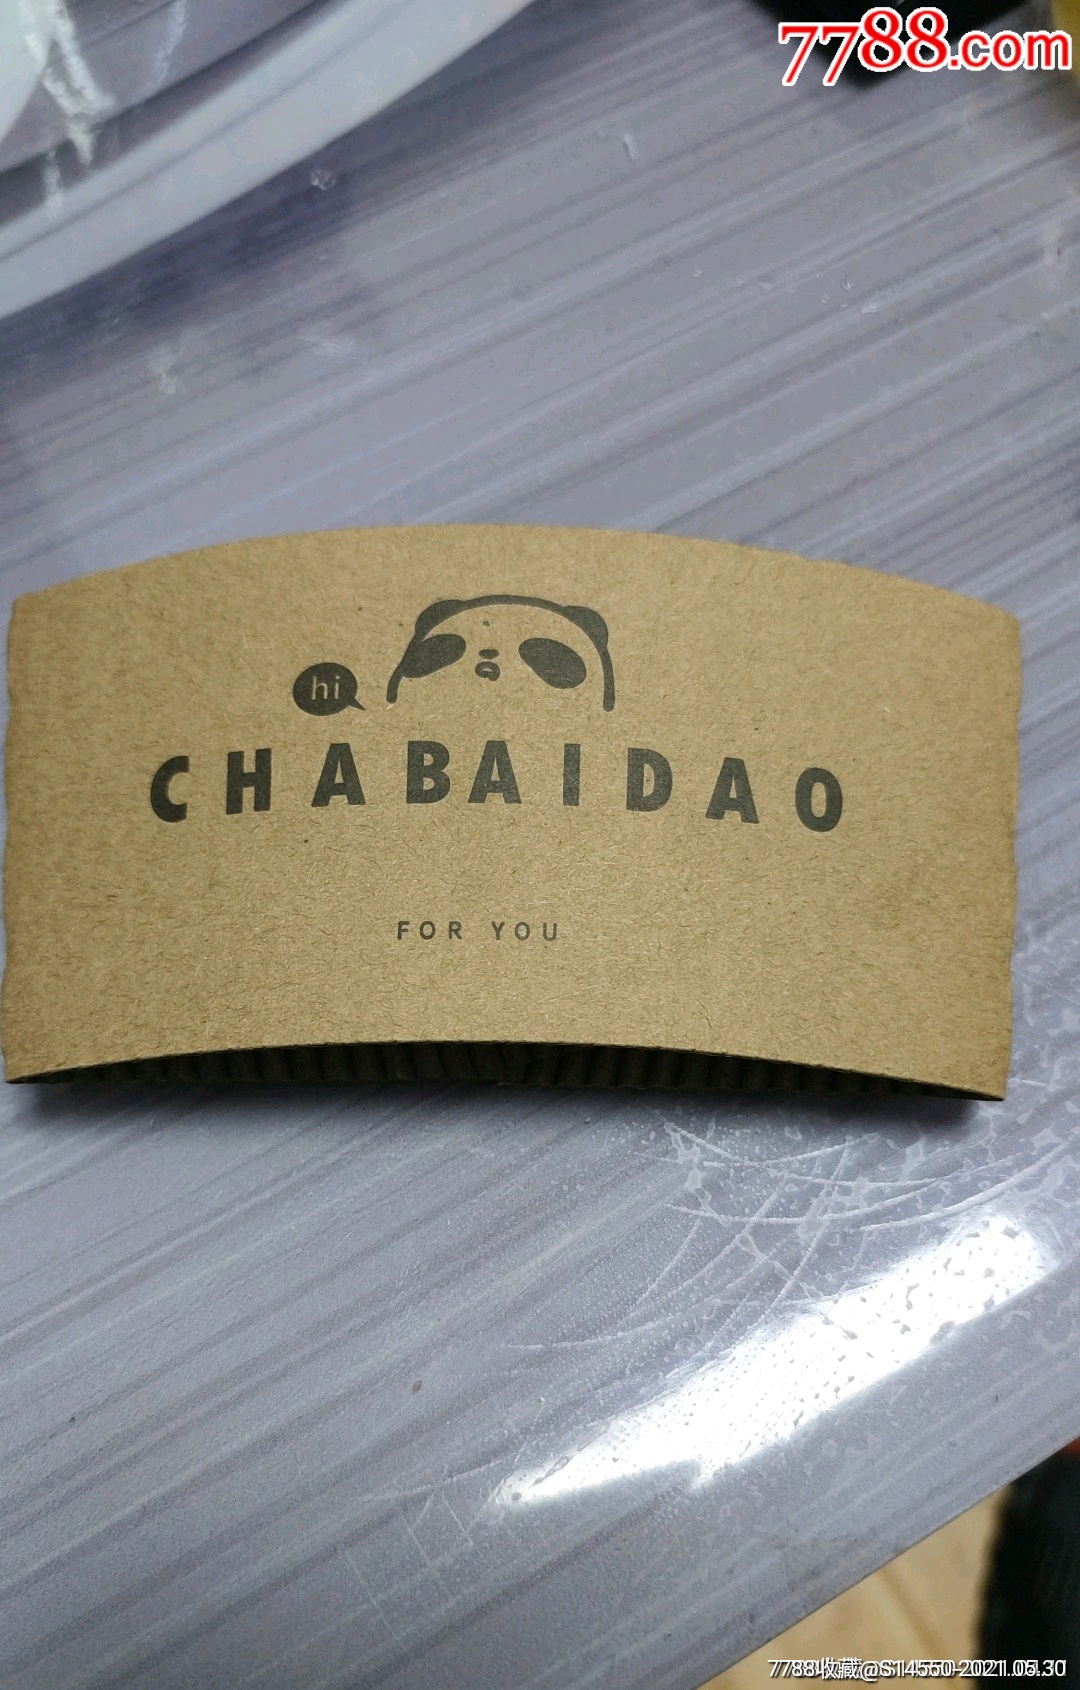 7788.com
hi
CHABAIDAO
FOR YOU
7788收藏@S14550-2021.05.30